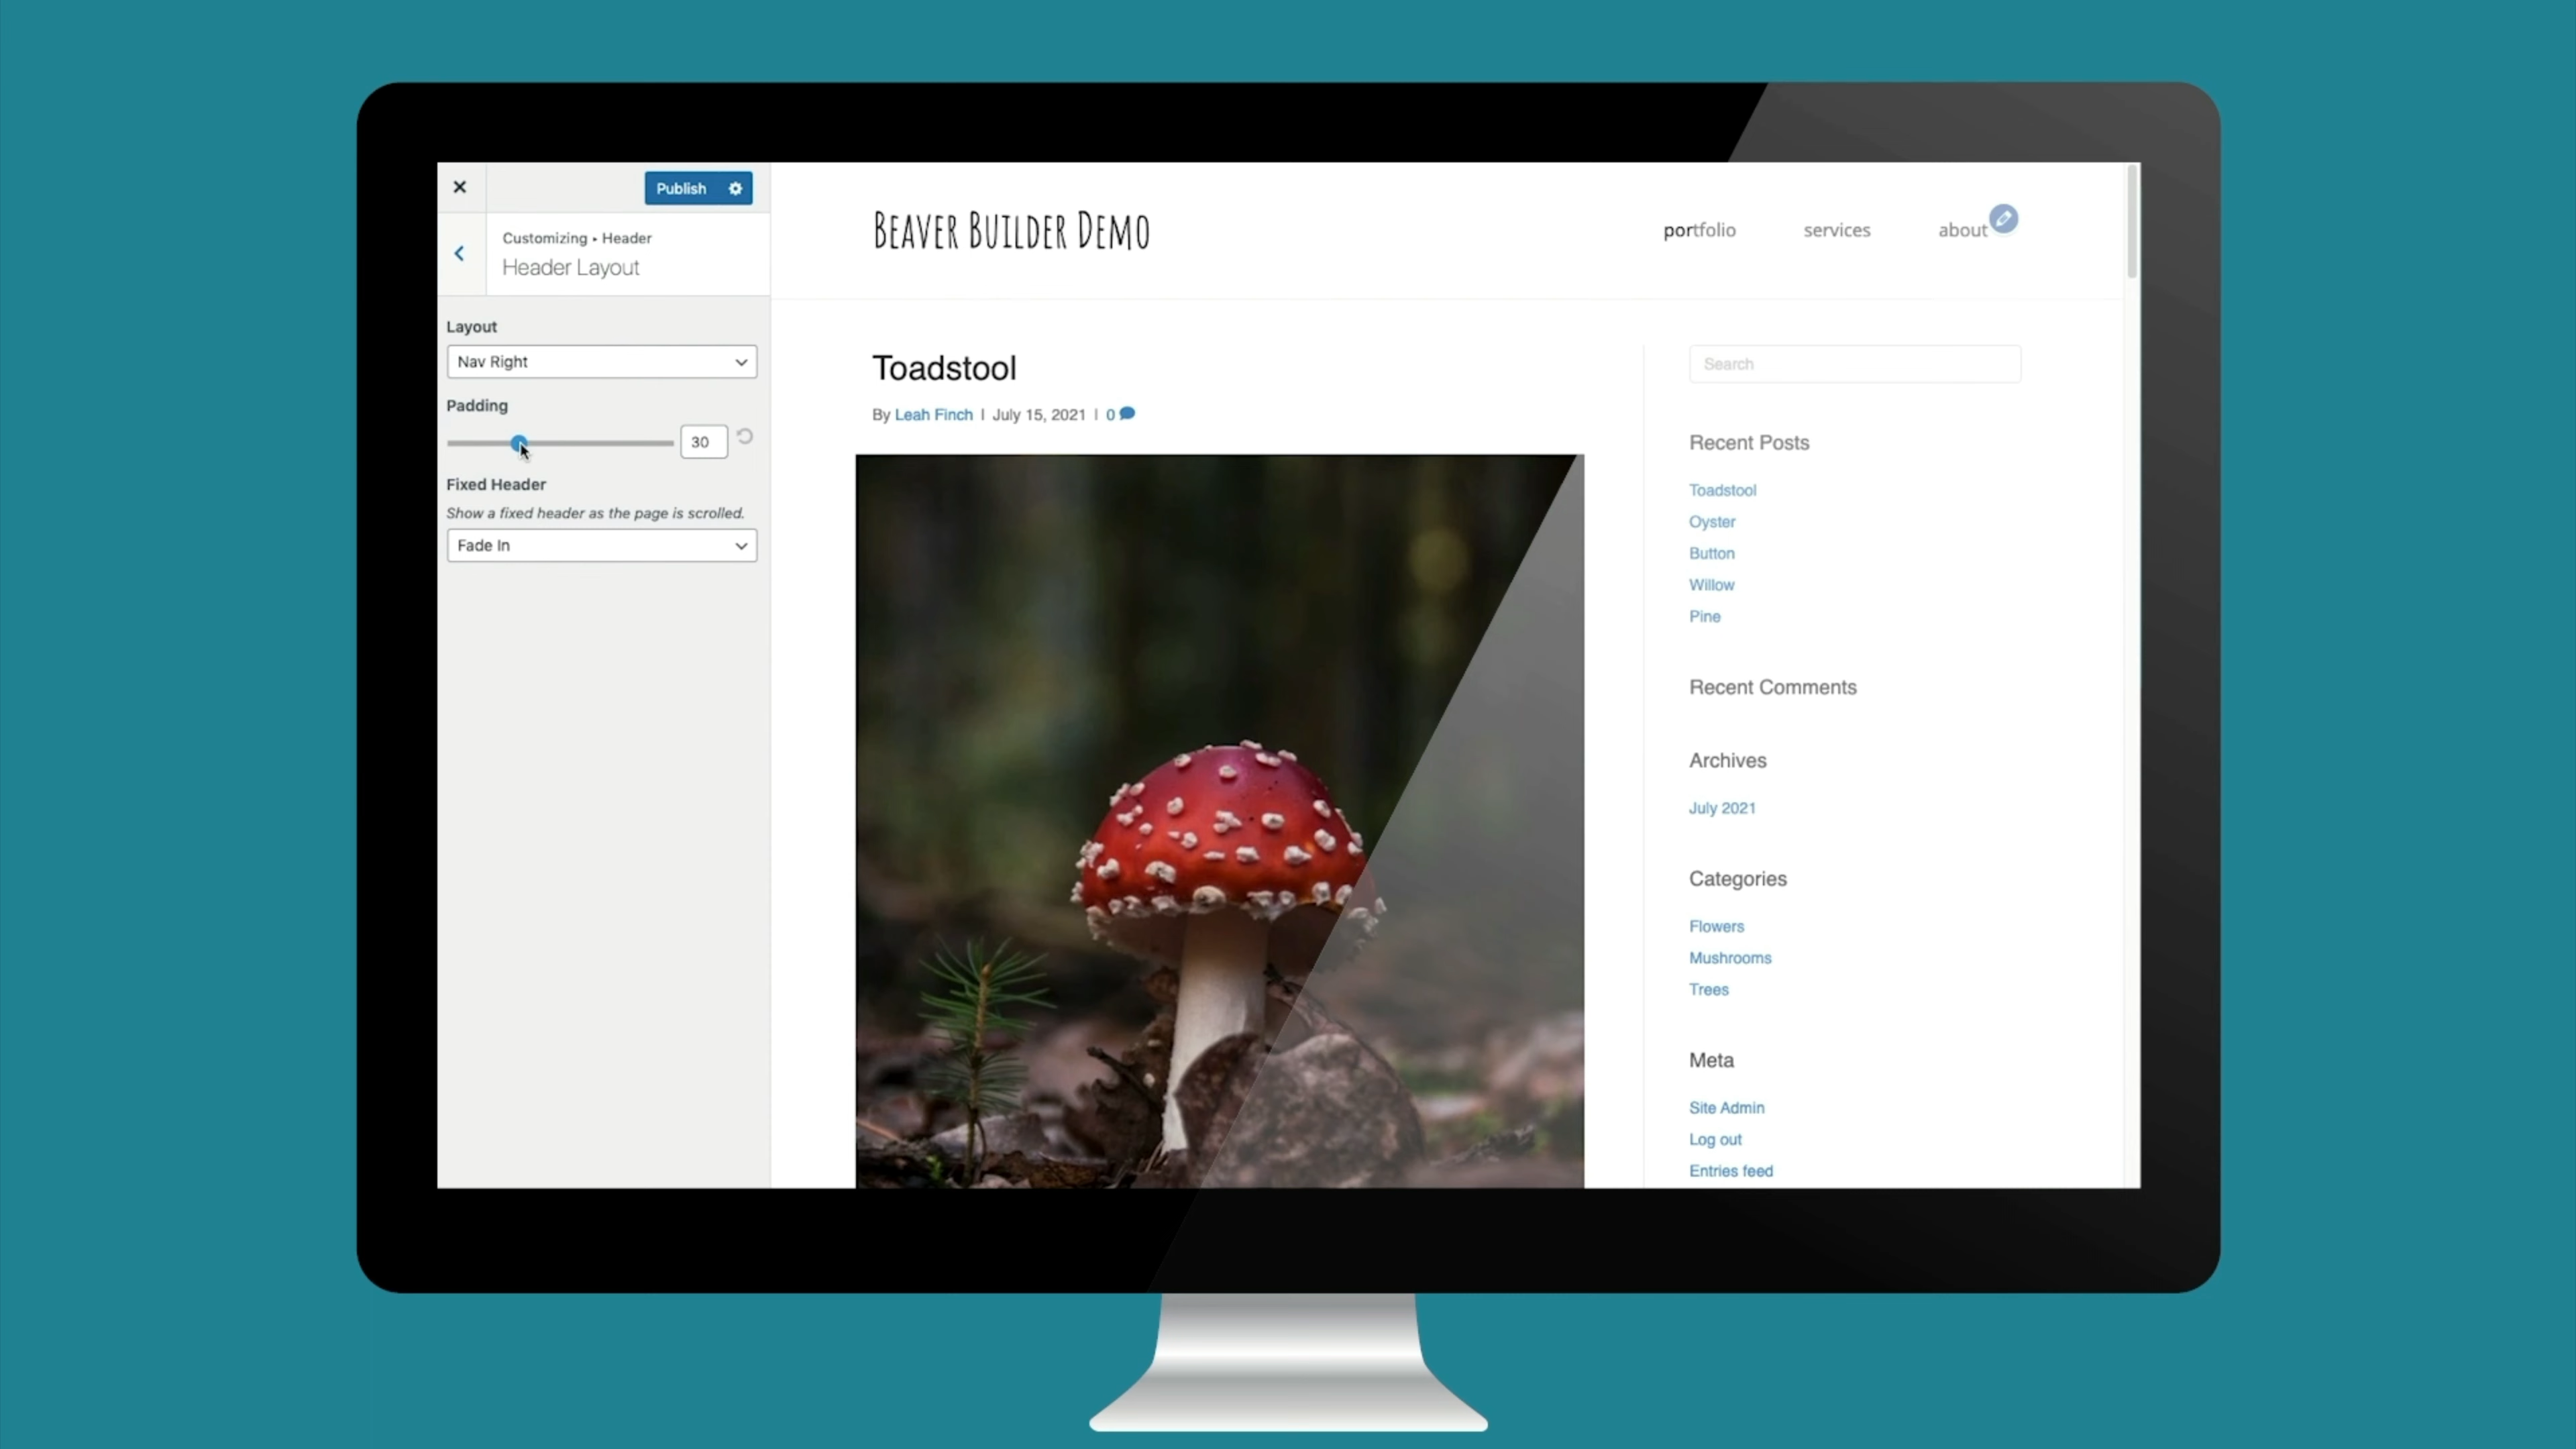 Publish
Customizing • Header
Header Layout
Layout
Nav Right
Padding
30
Fixed Header
Show a fixed header as the page is scrolled.
Fade In
BEAVER BUILDER DEMO
portfolio services about
Toadstool
By Leah Finch | July 15, 2021 | 0
Search
Recent Posts
Toadstool
Oyster
Button
Willow
Pine
Recent Comments
Archives
July 2021
Categories
Flowers
Mushrooms
Trees
Meta
Site Admin
Log out
Entries feed